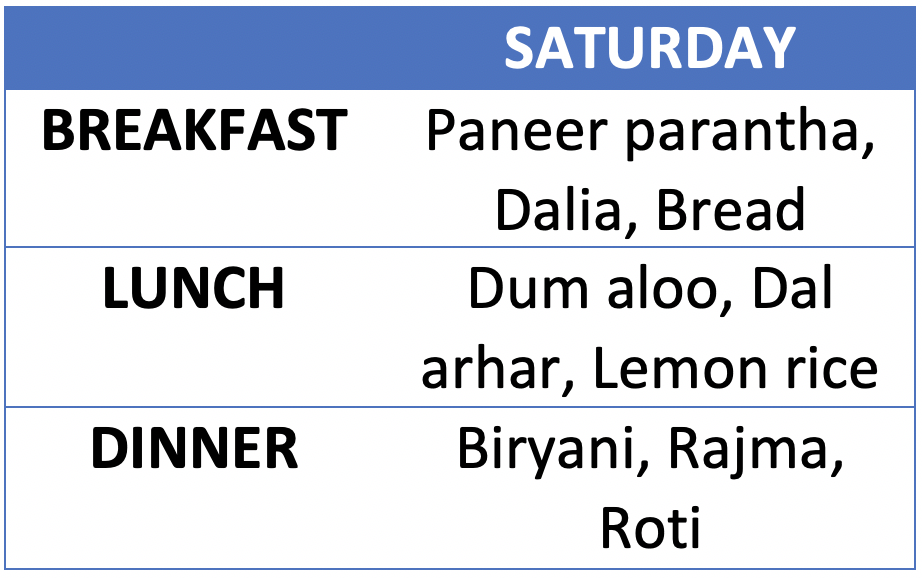 SATURDAY
BREAKFAST Paneer parantha,
Dalia, Bread
LUNCH Dum aloo, Dal
arhar, Lemon rice
DINNER Biryani, Rajma,
Roti